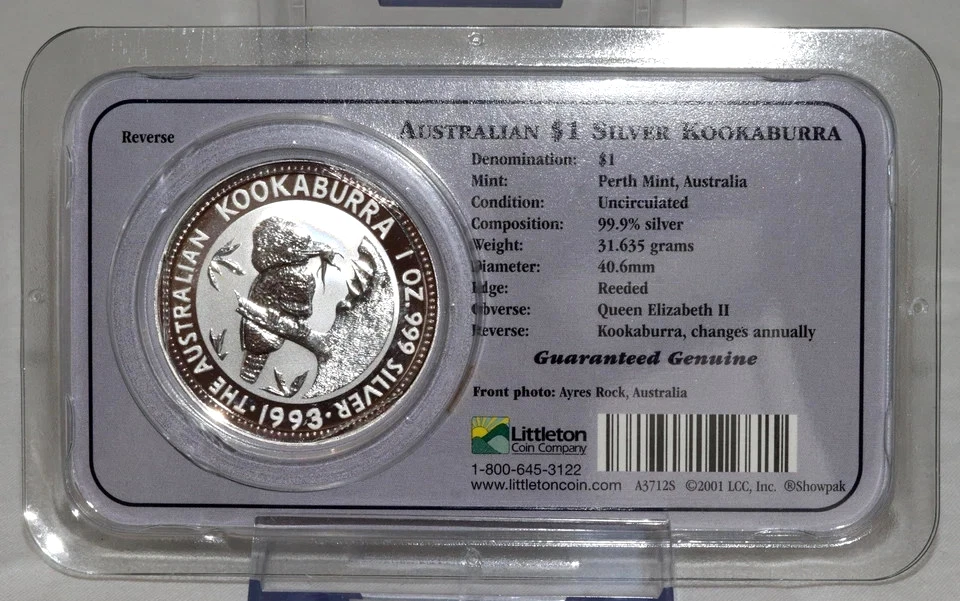 Reverse
AUSTRALIAN $1 SILVER KOOKABURRA
THE AUSTRALIAN KOOKABURRA 1 OZ. 999 SILVER
· 1993 ·
Denomination: $1
Mint: Perth Mint, Australia
Condition: Uncirculated
Composition: 99.9% silver
Weight: 31.635 grams
Diameter: 40.6mm
Edge: Reeded
Obverse: Queen Elizabeth II
Reverse: Kookaburra, changes annually
Guaranteed Genuine
Front photo: Ayres Rock, Australia
Littleton
Coin Company
1-800-645-3122
www.littletoncoin.com A3712S ©2001 LCC, Inc. ®Showpak